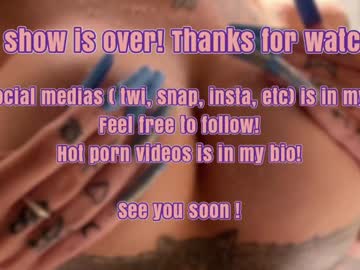 show is over! Thanks for watc
ocial medias ( twi, snap, insta, etc) is in my
Feel free to follow!
Hot porn videos is in my bio!
See you soon !